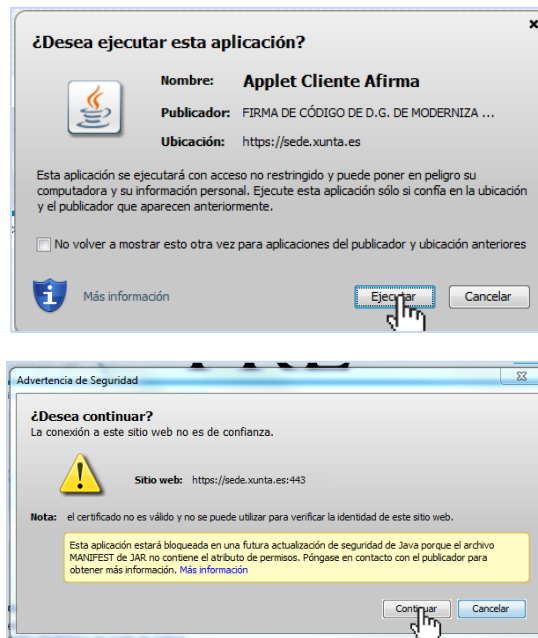 ¿Desea ejecutar esta aplicación?
Nombre: Applet Cliente Afirma
Publicador: FIRMA DE CÓDIGO DE D.G. DE MODERNIZA ...
Ubicación: https://sede.xunta.es
Esta aplicación se ejecutará con acceso no restringido y puede poner en peligro su
computadora y su información personal. Ejecute esta aplicación sólo si confía en la ubicación
y el publicador que aparecen anteriormente.
No volver a mostrar esto otra vez para aplicaciones del publicador y ubicación anteriores
Más información
Ejecutar
Cancelar
Advertencia de Seguridad
¿Desea continuar?
La conexión a este sitio web no es de confianza.
Sitio web: https://sede.xunta.es:443
Nota: el certificado no es válido y no se puede utilizar para verificar la identidad de este sitio web.
Esta aplicación estará bloqueada en una futura actualización de seguridad de Java porque el archivo
MANIFEST de JAR no contiene el atributo de permisos. Póngase en contacto con el publicador para
obtener más información. Más información
Continuar
Cancelar